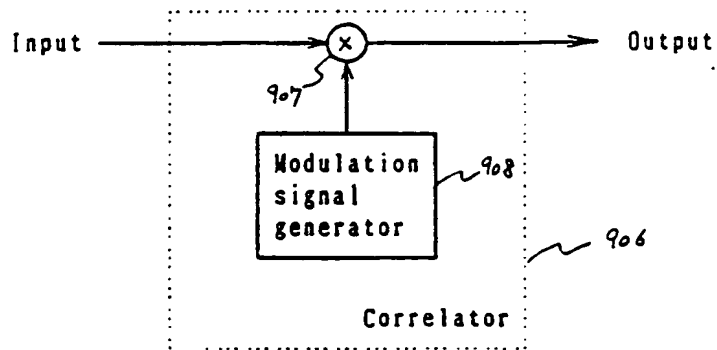 Input
×
Output
907
Modulation
signal
generator
908
906
Correlator